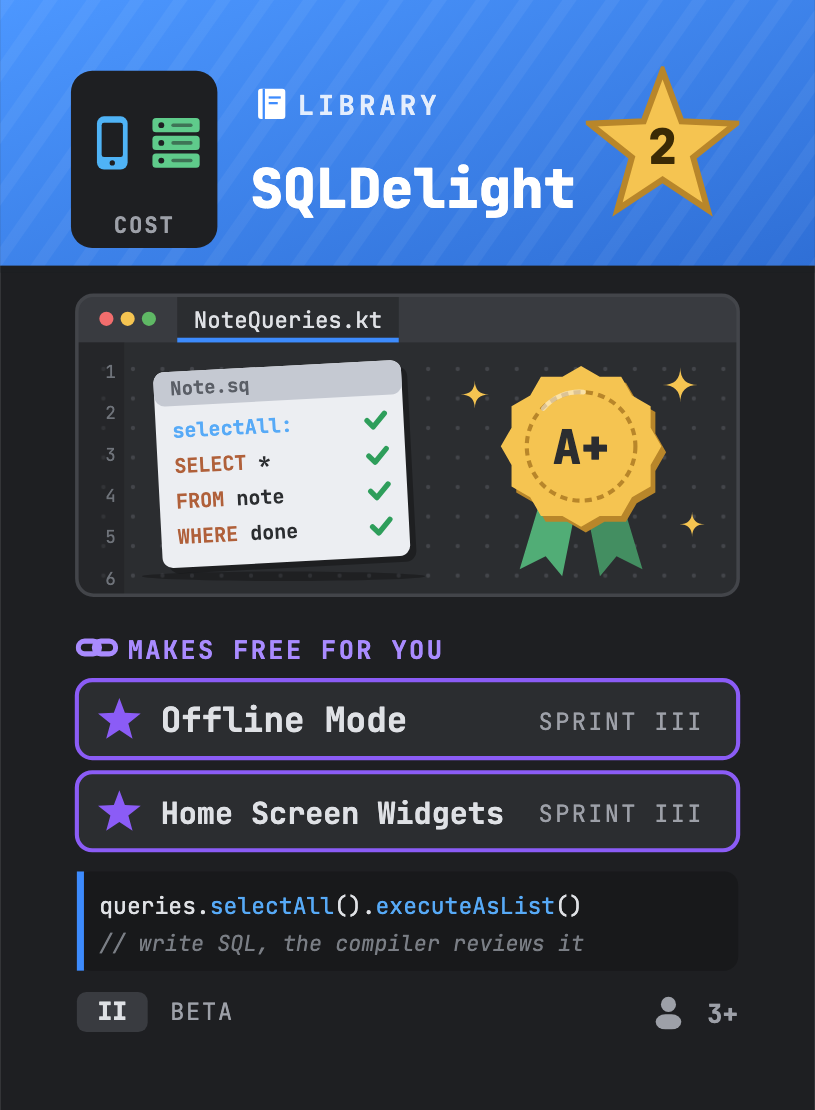 LIBRARY
SQLDelight
2
COST
NoteQueries.kt
1
2
3
4
5
6
Note.sq
selectAll:
SELECT *
FROM note
WHERE done
A+
MAKES FREE FOR YOU
Offline Mode SPRINT III
Home Screen Widgets SPRINT III
queries.selectAll().executeAsList()
// write SQL, the compiler reviews it
II BETA 3+